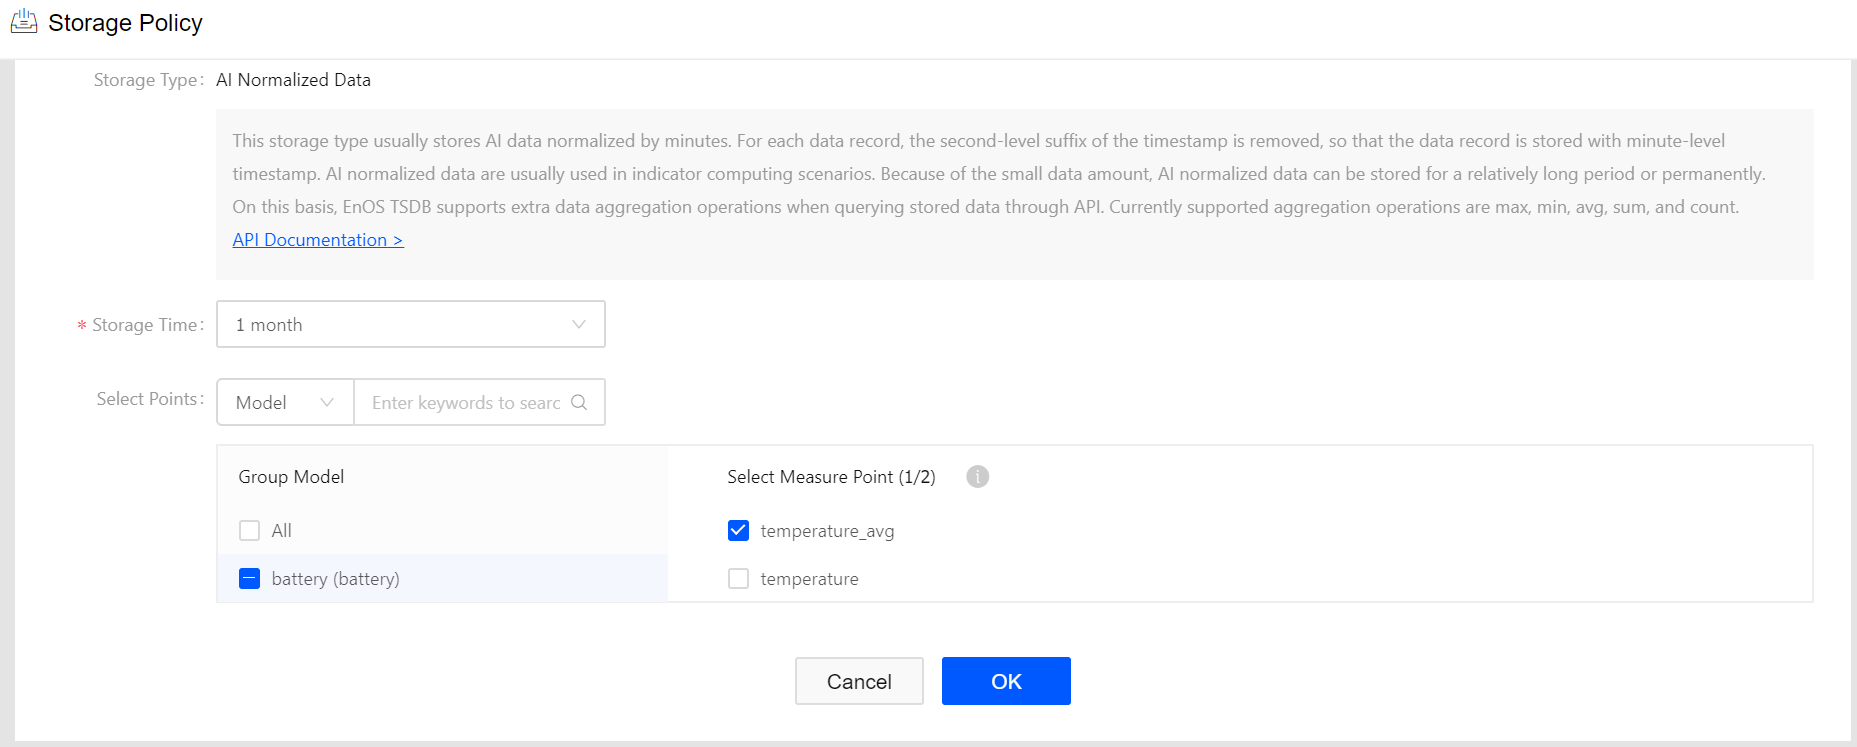 Storage Policy
Storage Type: AI Normalized Data
This storage type usually stores AI data normalized by minutes. For each data record, the second-level suffix of the timestamp is removed, so that the data record is stored with minute-level
timestamp. AI normalized data are usually used in indicator computing scenarios. Because of the small data amount, AI normalized data can be stored for a relatively long period or permanently.
On this basis, EnOS TSDB supports extra data aggregation operations when querying stored data through API. Currently supported aggregation operations are max, min, avg, sum, and count.
API Documentation >
* Storage Time: 1 month
Select Points: Model Enter keywords to searc
Group Model Select Measure Point (1/2)
All temperature_avg
battery (battery) temperature
Cancel OK